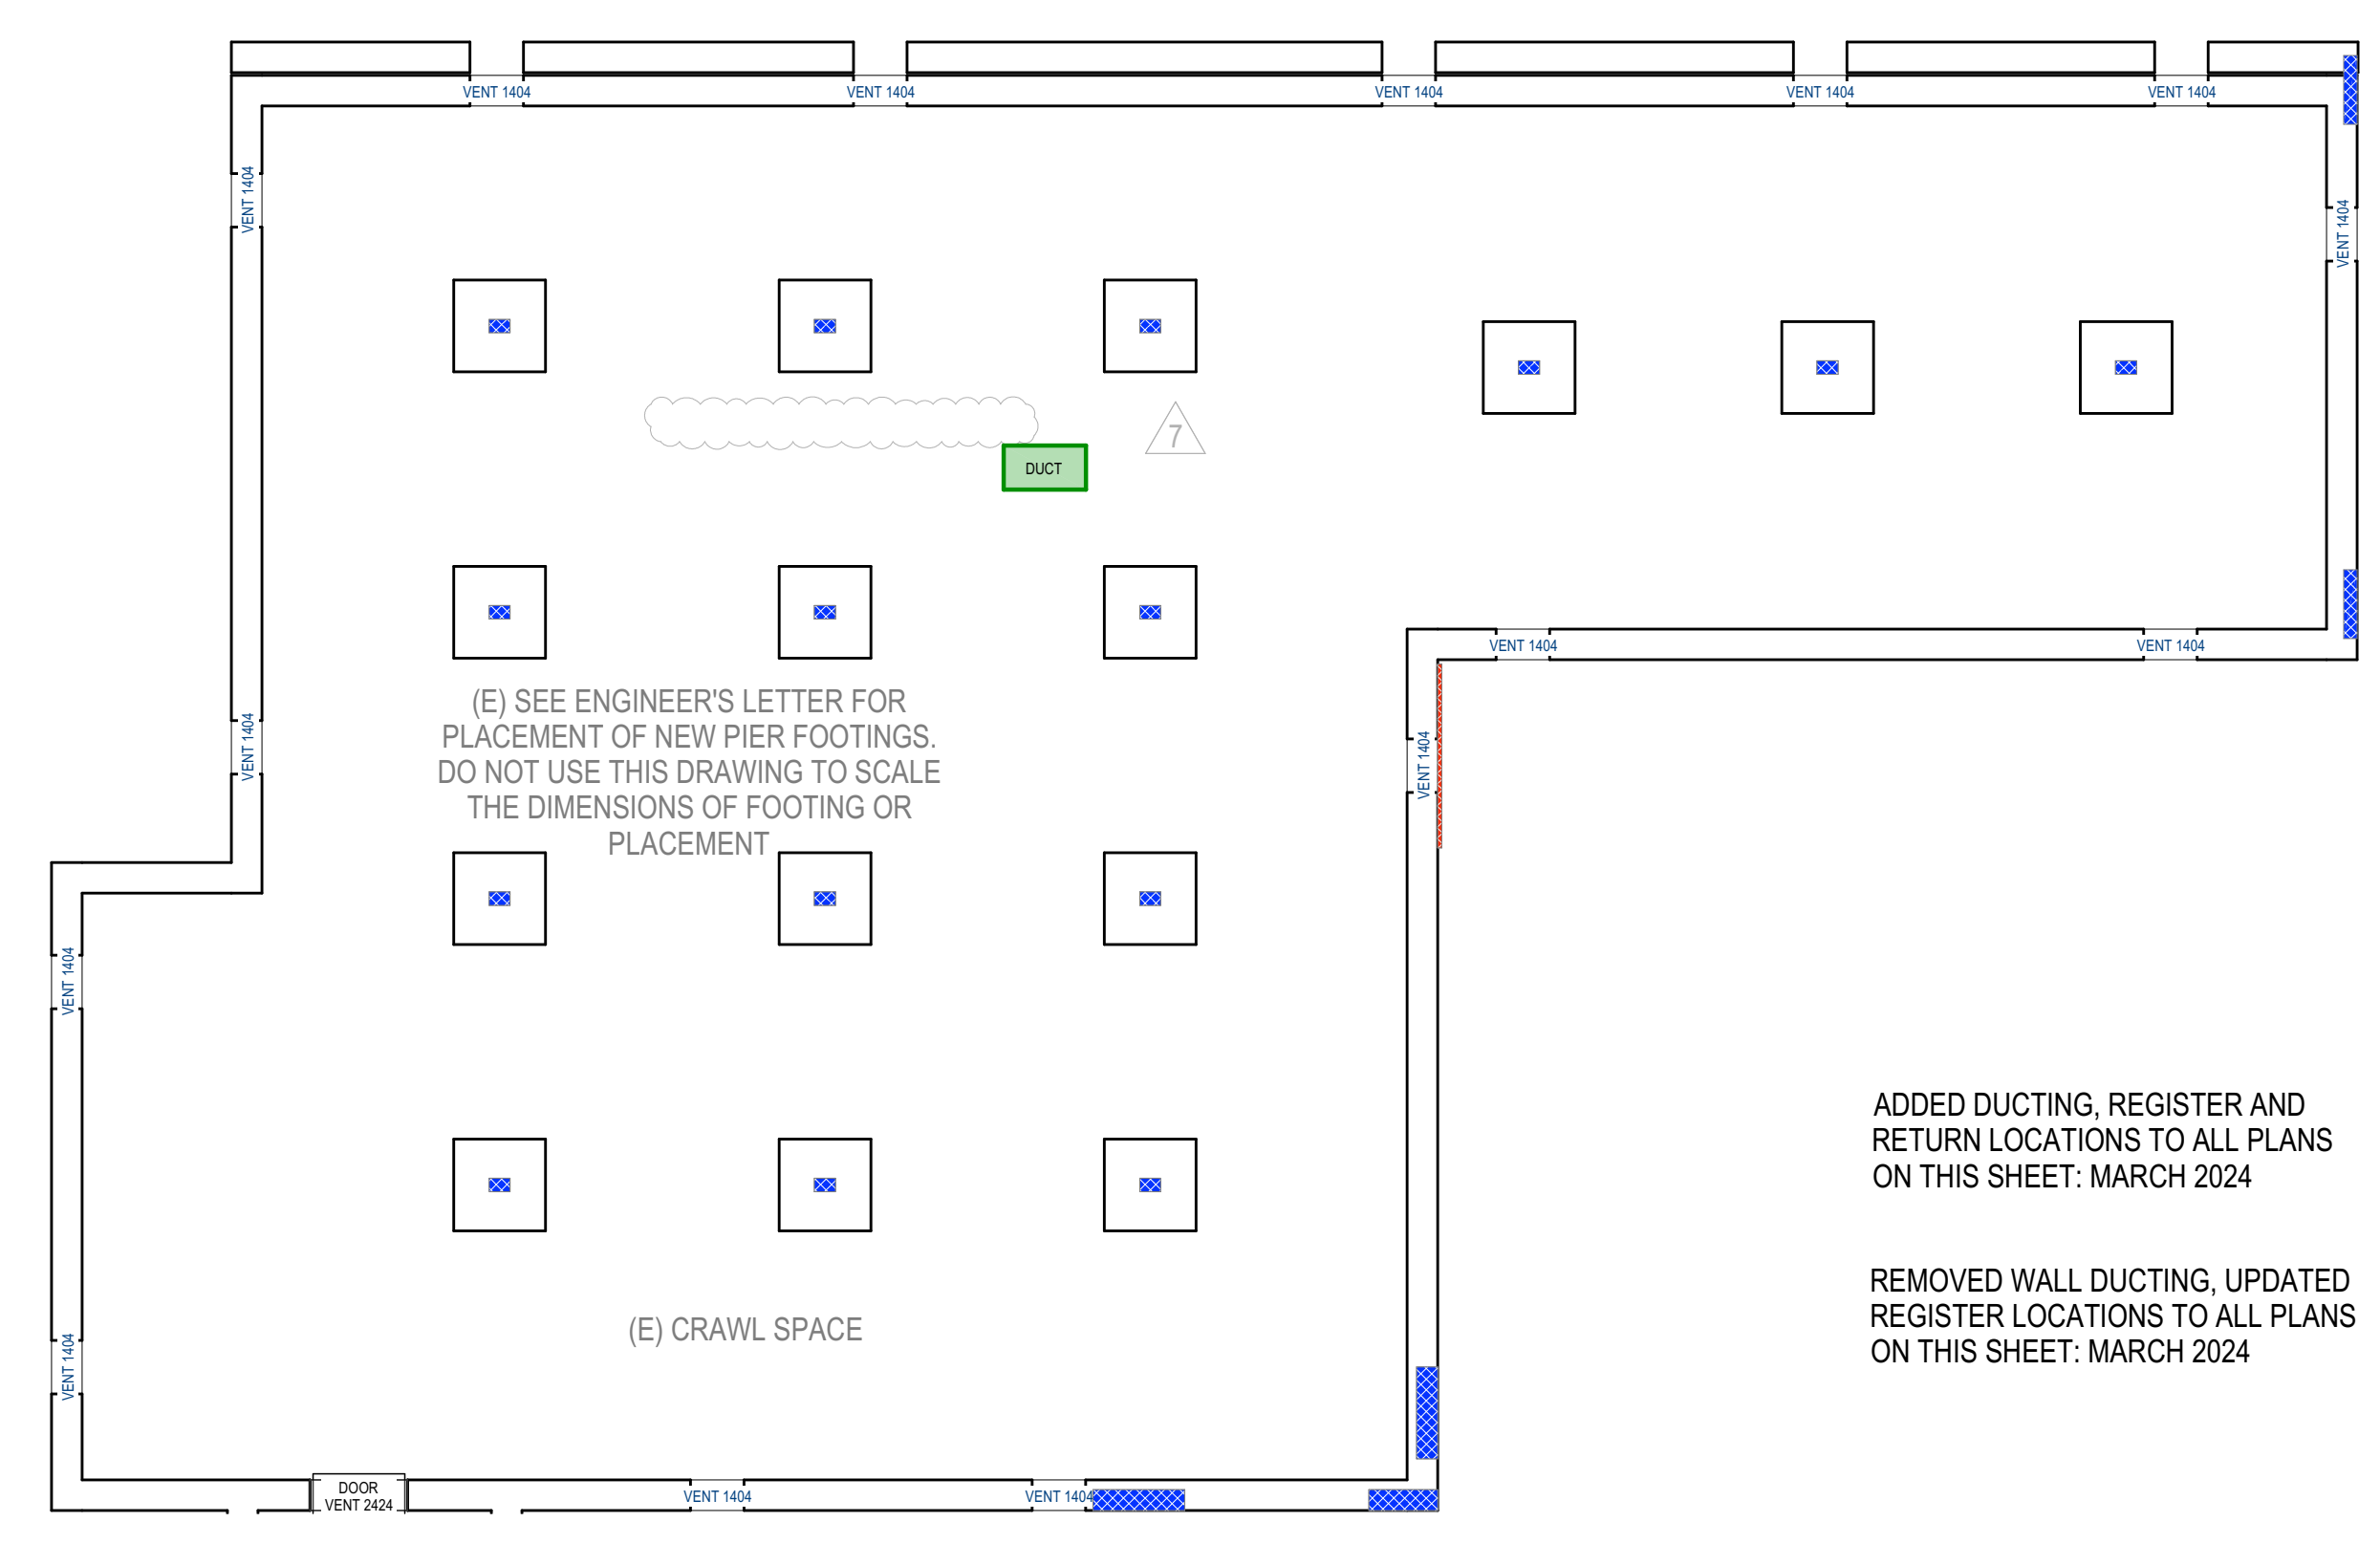 VENT 1404
VENT 1404
VENT 1404
VENT 1404
VENT 1404
VENT 1404
VENT 1404
7
DUCT
VENT 1404
VENT 1404
(E) SEE ENGINEER'S LETTER FOR
PLACEMENT OF NEW PIER FOOTINGS.
DO NOT USE THIS DRAWING TO SCALE
THE DIMENSIONS OF FOOTING OR
PLACEMENT
VENT 1404
VENT 1404
VENT 1404
ADDED DUCTING, REGISTER AND
RETURN LOCATIONS TO ALL PLANS
ON THIS SHEET: MARCH 2024
REMOVED WALL DUCTING, UPDATED
REGISTER LOCATIONS TO ALL PLANS
ON THIS SHEET: MARCH 2024
(E) CRAWL SPACE
VENT 1404
DOOR
VENT 2424
VENT 1404
VENT 1404